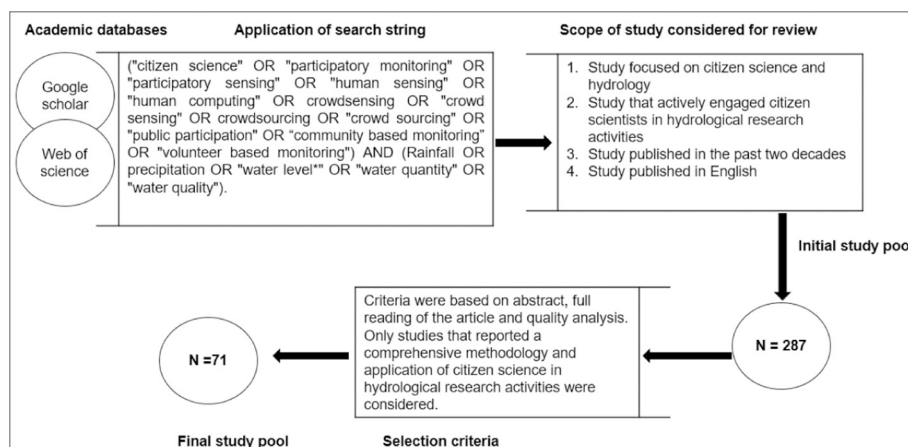 Academic databases
Application of search string
Scope of study considered for review
Google
scholar
Web of
science
("citizen science" OR "participatory monitoring" OR
"participatory sensing" OR "human sensing" OR
"human computing" OR crowdsensing OR "crowd
sensing" OR crowdsourcing OR "crowd sourcing" OR
"public participation" OR “community based monitoring”
OR "volunteer based monitoring") AND (Rainfall OR
precipitation OR "water level*" OR "water quantity" OR
"water quality").
1. Study focused on citizen science and
hydrology
2. Study that actively engaged citizen
scientists in hydrological research
activities
3. Study published in the past two decades
4. Study published in English
Initial study pool
N = 287
Criteria were based on abstract, full
reading of the article and quality analysis.
Only studies that reported a
comprehensive methodology and
application of citizen science in
hydrological research activities were
considered.
N =71
Final study pool
Selection criteria